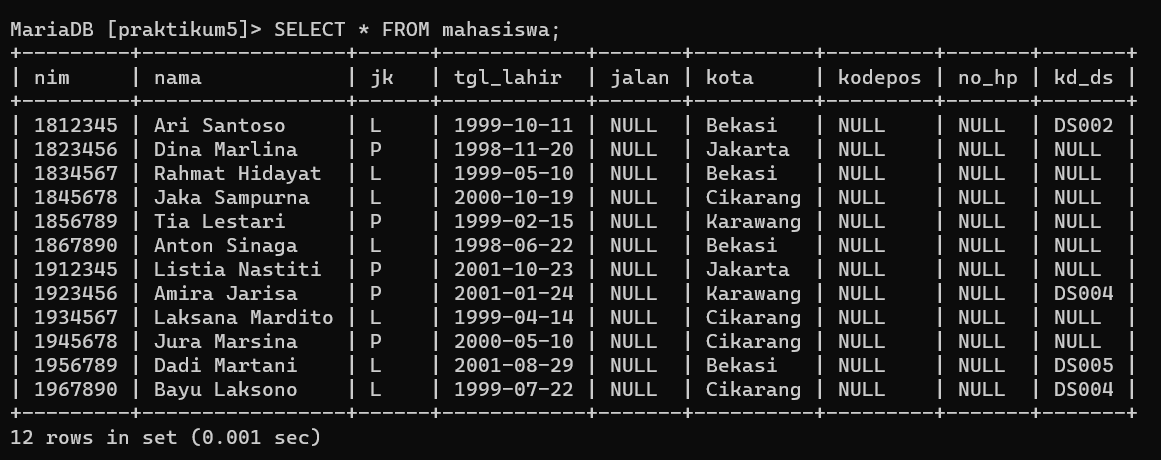 MariaDB [praktikum5]> SELECT * FROM mahasiswa;
+---------+-----------------+------+------------+-------+----------+---------+-------+-------+
| nim     | nama            | jk   | tgl_lahir  | jalan | kota     | kodepos | no_hp | kd_ds |
+---------+-----------------+------+------------+-------+----------+---------+-------+-------+
| 1812345 | Ari Santoso     | L    | 1999-10-11 | NULL  | Bekasi   | NULL    | NULL  | DS002 |
| 1823456 | Dina Marlina    | P    | 1998-11-20 | NULL  | Jakarta  | NULL    | NULL  | NULL  |
| 1834567 | Rahmat Hidayat  | L    | 1999-05-10 | NULL  | Bekasi   | NULL    | NULL  | NULL  |
| 1845678 | Jaka Sampurna   | L    | 2000-10-19 | NULL  | Cikarang | NULL    | NULL  | NULL  |
| 1856789 | Tia Lestari     | P    | 1999-02-15 | NULL  | Karawang | NULL    | NULL  | NULL  |
| 1867890 | Anton Sinaga    | L    | 1998-06-22 | NULL  | Bekasi   | NULL    | NULL  | NULL  |
| 1912345 | Listia Nastiti  | P    | 2001-10-23 | NULL  | Jakarta  | NULL    | NULL  | NULL  |
| 1923456 | Amira Jarisa    | P    | 2001-01-24 | NULL  | Karawang | NULL    | NULL  | DS004 |
| 1934567 | Laksana Mardito | L    | 1999-04-14 | NULL  | Cikarang | NULL    | NULL  | NULL  |
| 1945678 | Jura Marsina    | P    | 2000-05-10 | NULL  | Cikarang | NULL    | NULL  | NULL  |
| 1956789 | Dadi Martani    | L    | 2001-08-29 | NULL  | Bekasi   | NULL    | NULL  | DS005 |
| 1967890 | Bayu Laksono    | L    | 1999-07-22 | NULL  | Cikarang | NULL    | NULL  | DS004 |
+---------+-----------------+------+------------+-------+----------+---------+-------+-------+
12 rows in set (0.001 sec)